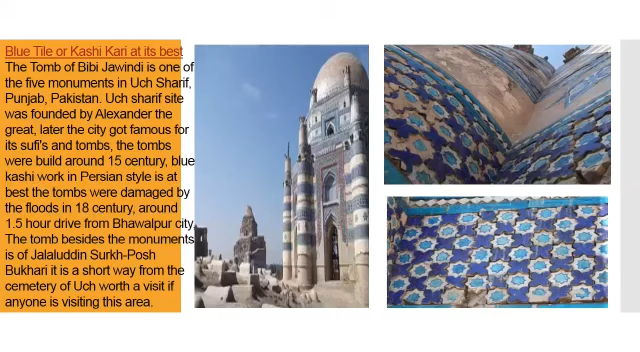 Blue Tile or Kashi Kari at its best
The Tomb of Bibi Jawindi is one of
the five monuments in Uch Sharif,
Punjab, Pakistan. Uch sharif site
was founded by Alexander the
great, later the city got famous for
its sufi's and tombs, the tombs
were build around 15 century, blue
kashi work in Persian style is at
best the tombs were damaged by
the floods in 18 century, around
1.5 hour drive from Bhawalpur city.
The tomb besides the monuments
is of Jalaluddin Surkh-Posh
Bukhari it is a short way from the
cemetery of Uch worth a visit if
anyone is visiting this area.